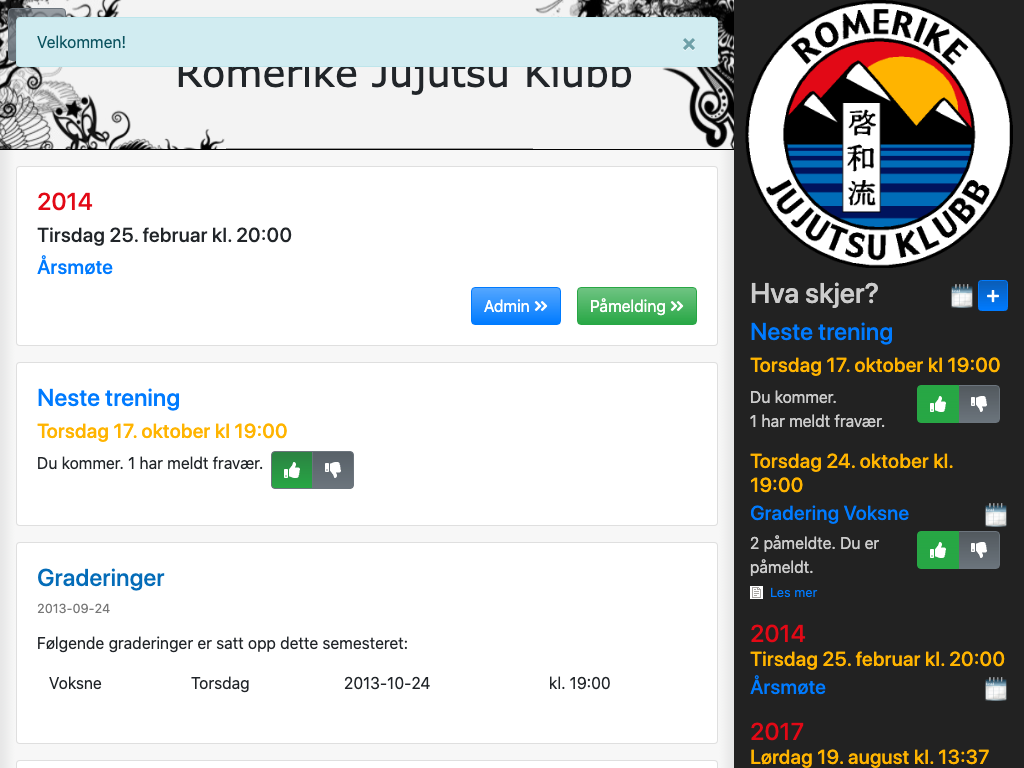 Velkommen!
×
Romerike Jujutsu Klubb
2014
Tirsdag 25. februar kl. 20:00
Årsmøte
Admin »
Påmelding »
Neste trening
Torsdag 17. oktober kl 19:00
Du kommer. 1 har meldt fravær.
Graderinger
2013-09-24
Følgende graderinger er satt opp dette semesteret:
Voksne Torsdag 2013-10-24 kl. 19:00
ROMERIKE
啓和流
JUJUTSU KLUBB
Hva skjer?
+
Neste trening
Torsdag 17. oktober kl 19:00
Du kommer.
1 har meldt fravær.
Torsdag 24. oktober kl.
19:00
Gradering Voksne
2 påmeldte. Du er
påmeldt.
Les mer
2014
Tirsdag 25. februar kl. 20:00
Årsmøte
2017
Lørdag 19. august kl. 13:37